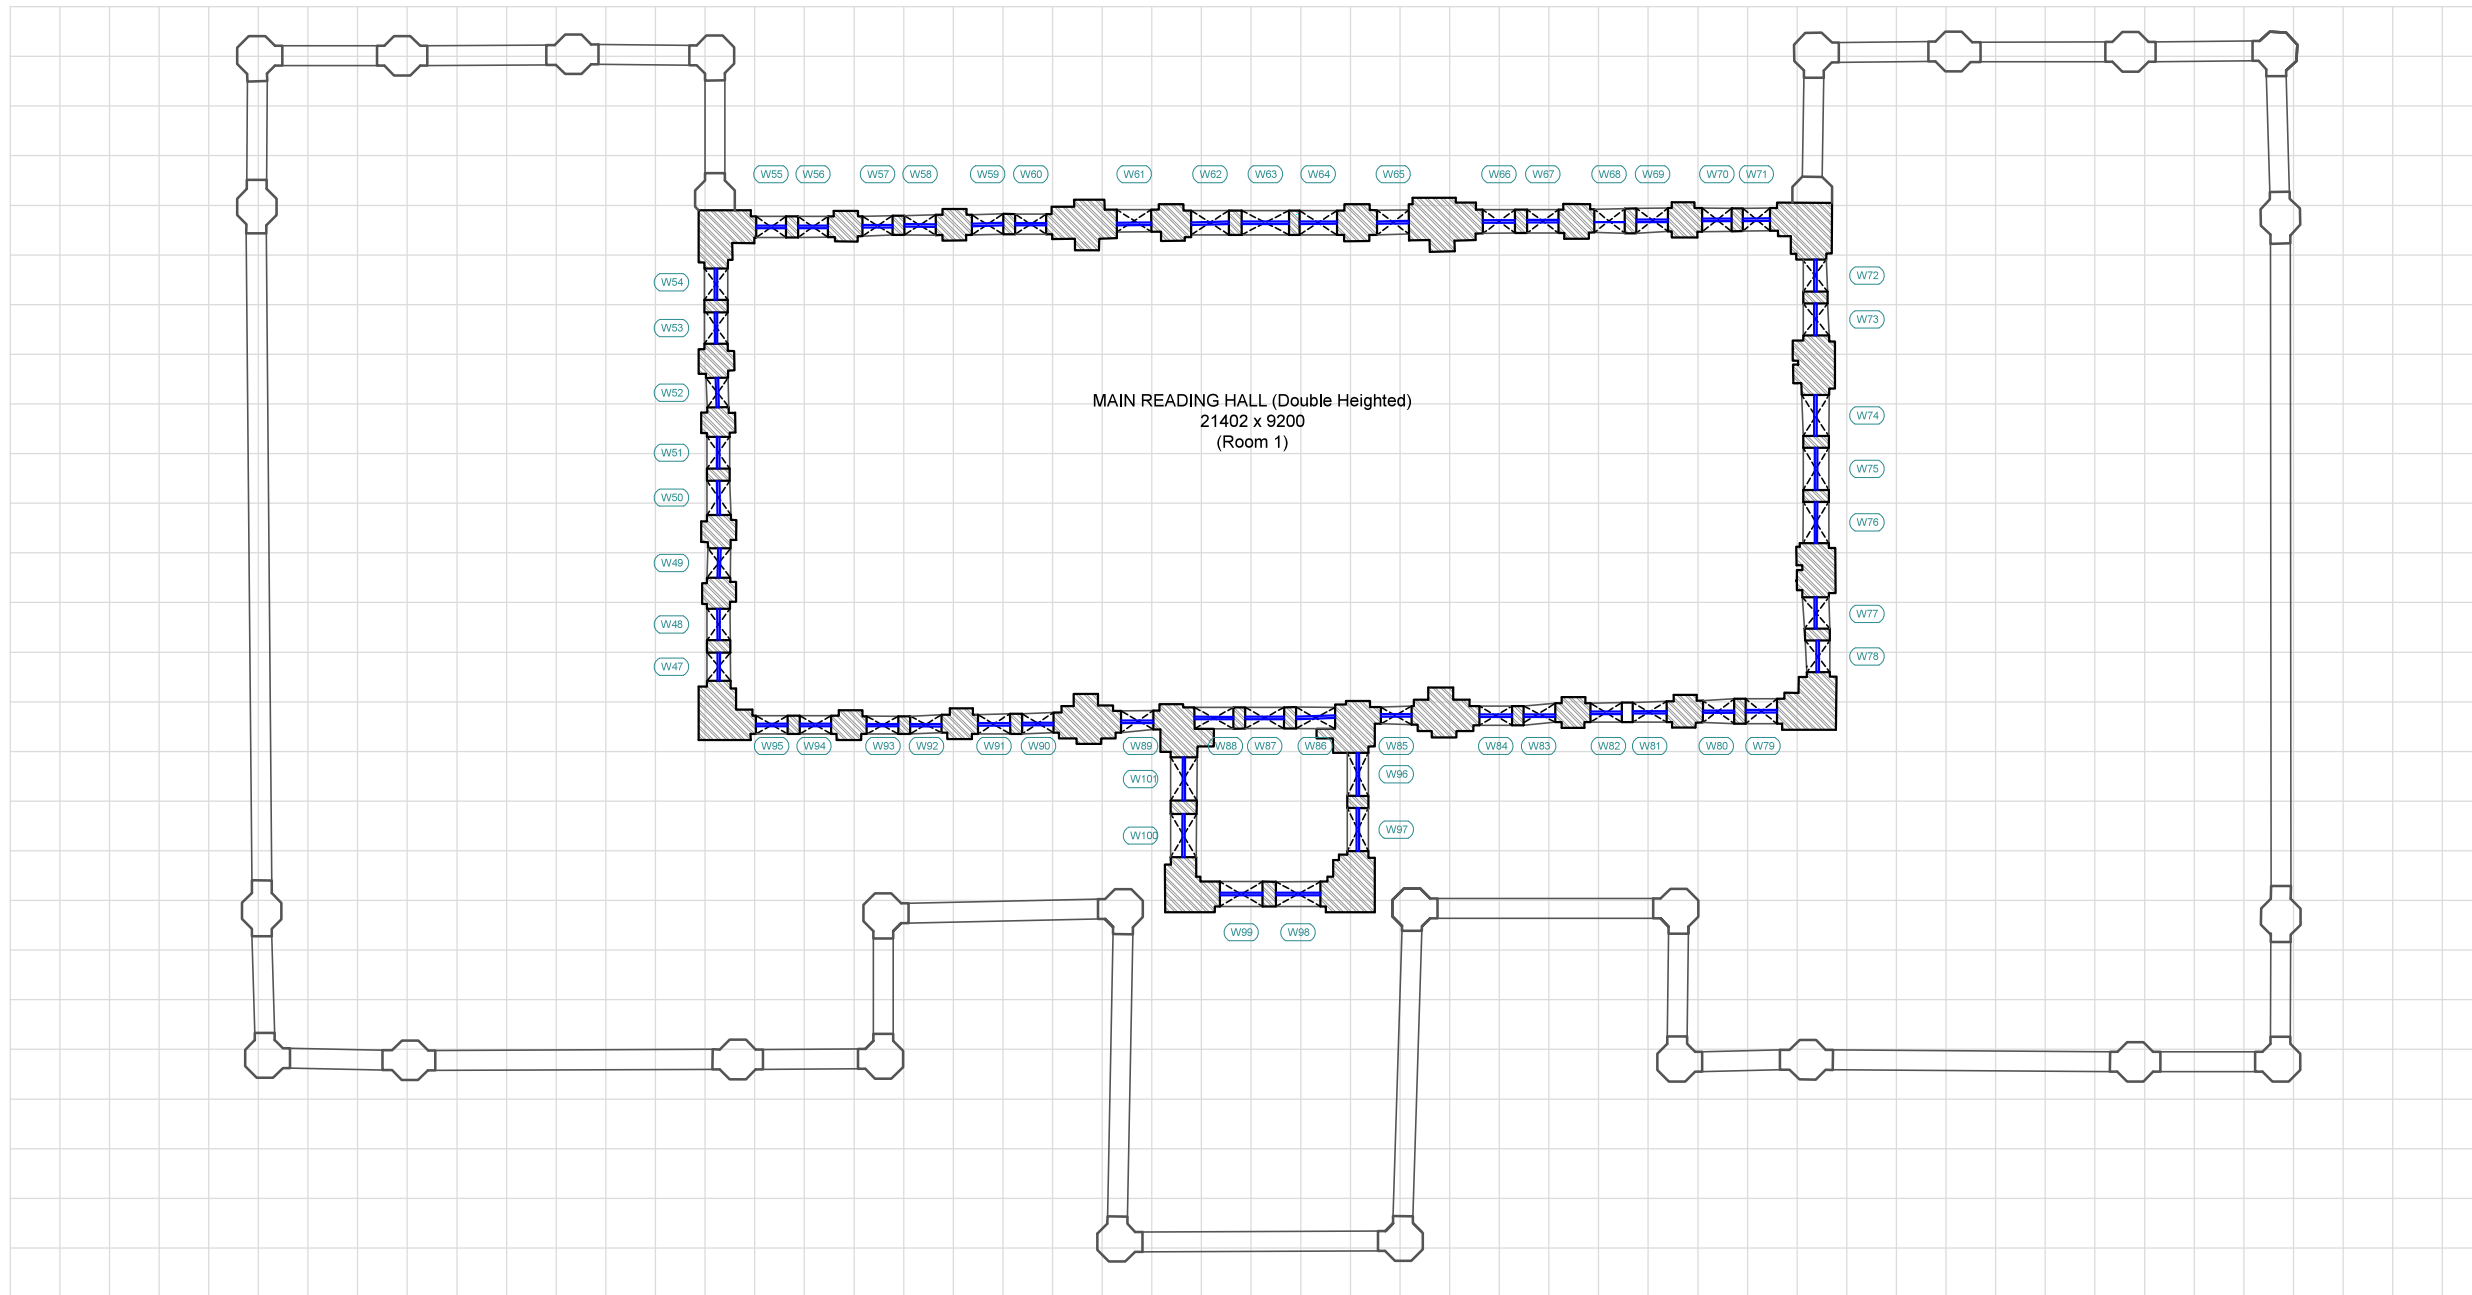 W55 W56 W57 W58 W59 W60 W61 W62 W63 W64 W65 W66 W67 W68 W69 W70 W71
W54 W72
W53 W73
MAIN READING HALL (Double Heighted)
21402 x 9200
(Room 1)
W52 W74
W51 W75
W50 W76
W49 W77
W48 W78
W47
W95 W94 W93 W92 W91 W90 W89 W88 W87 W86 W85 W84 W83 W82 W81 W80 W79
W101 W96
W100 W97
W99 W98